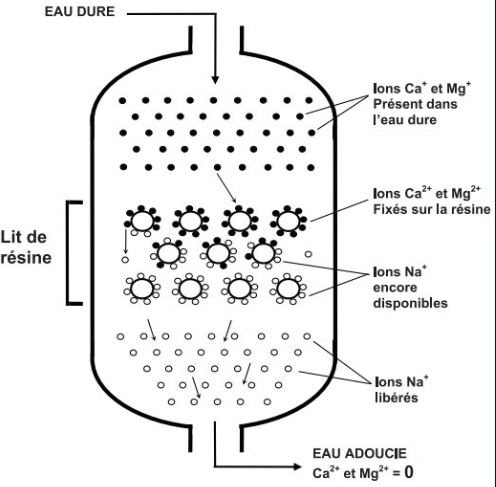 EAU DURE
Ions Ca⁺ et Mg⁺
Présent dans
l'eau dure
Ions Ca²⁺ et Mg²⁺
Fixés sur la résine
Lit de
résine
Ions Na⁺
encore
disponibles
Ions Na⁺
libérés
EAU ADOUCIE
Ca²⁺ et Mg²⁺ = 0